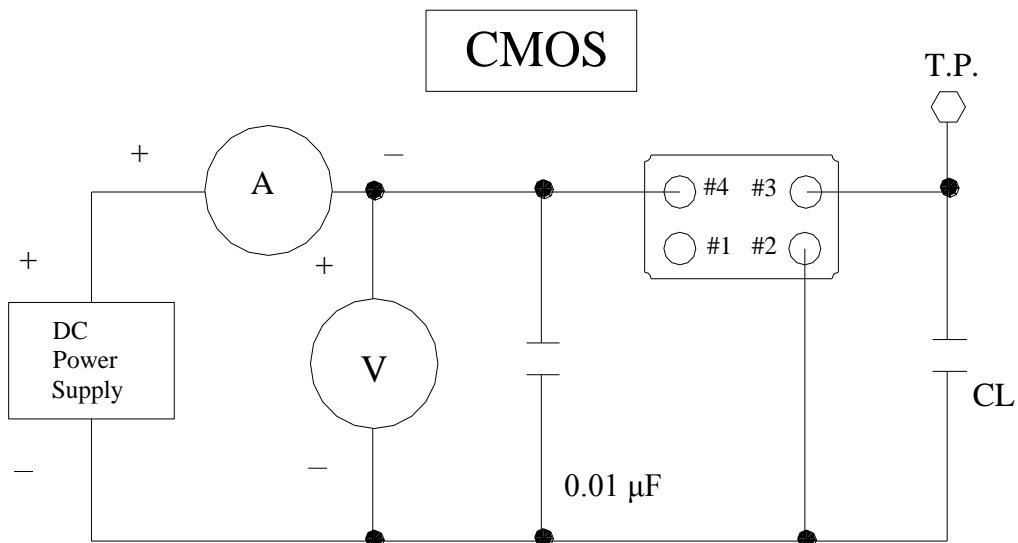 CMOS
T.P.
+
A
−
#4
#3
#1
#2
+
+
DC
Power
Supply
V
CL
−
−
0.01 μF